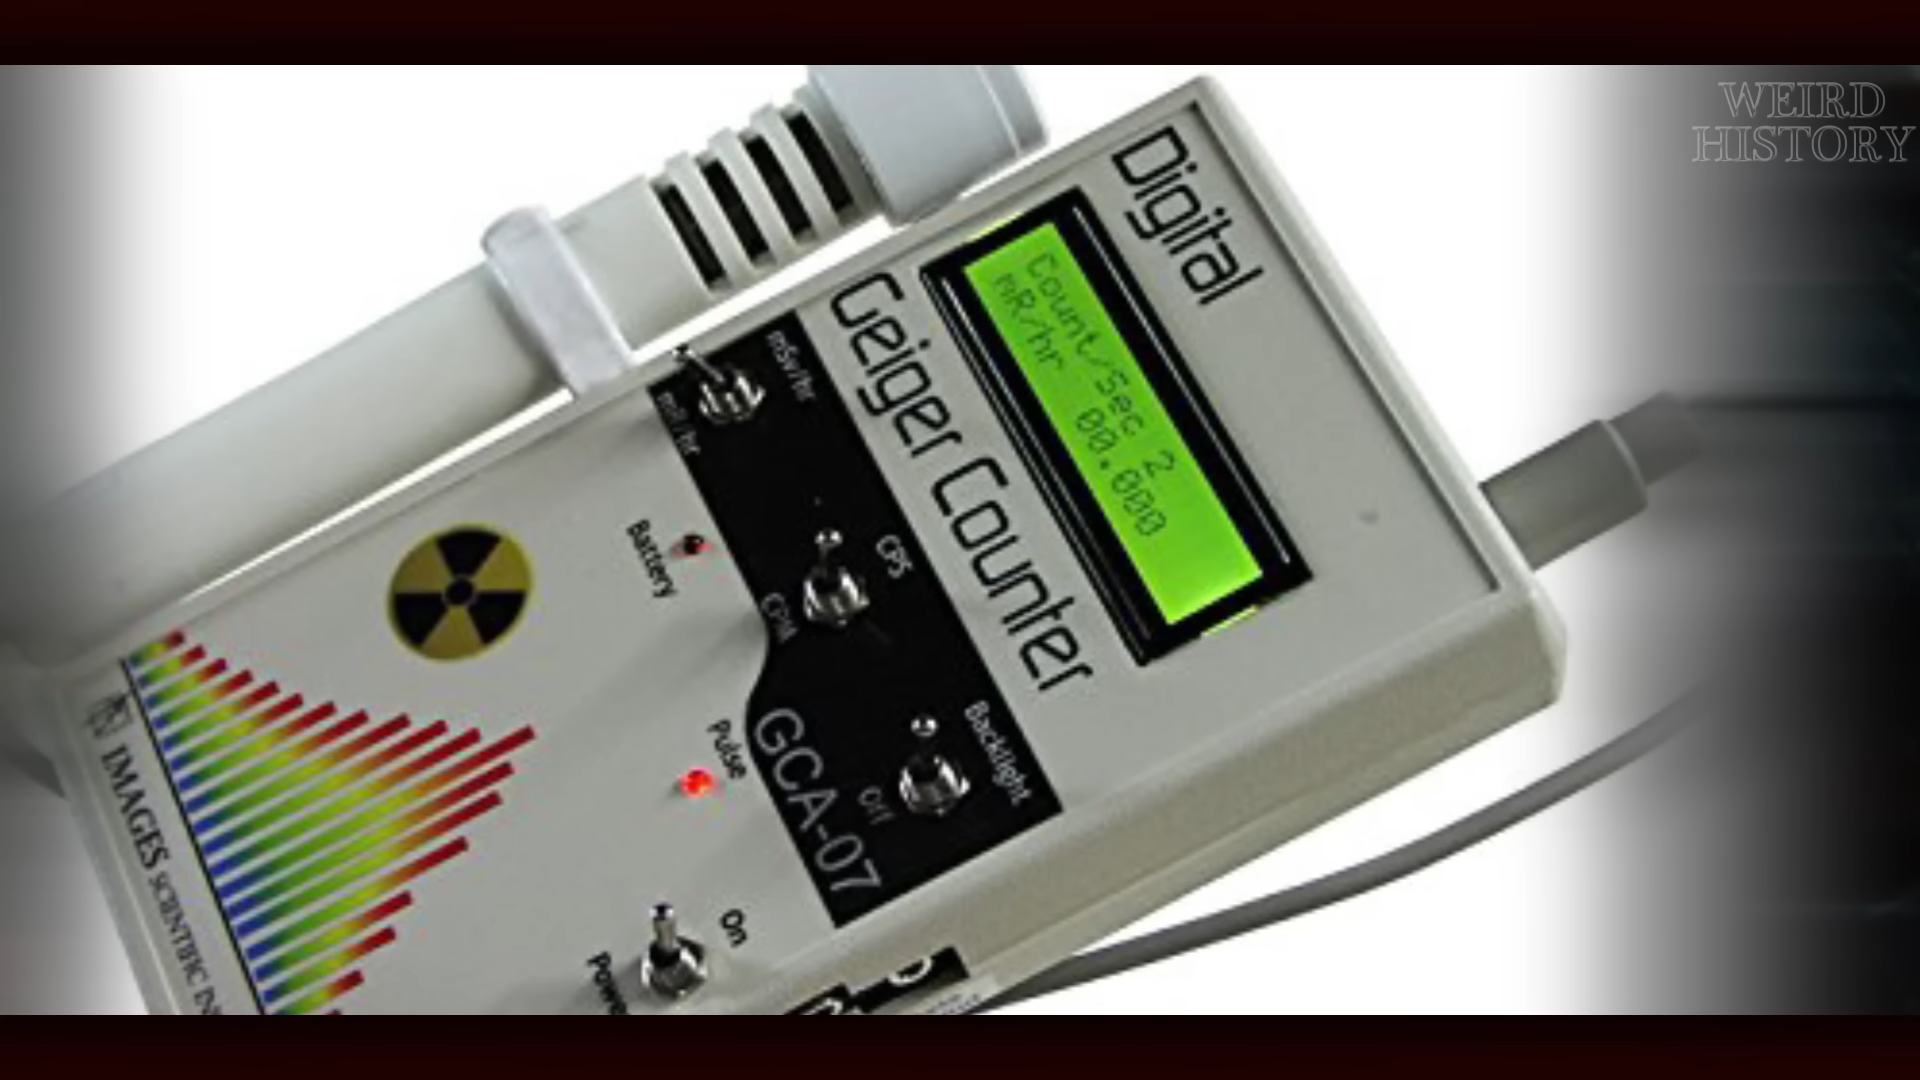 WEIRD
HISTORY
Digital
Geiger Counter
Count/Sec 2
mR/hr 00.000
mSv/hr
mR/hr
CPS
CPM
Backlight
Off
GCA-07
Battery
Pulse
On
Power
IMAGES SCIENTIFIC